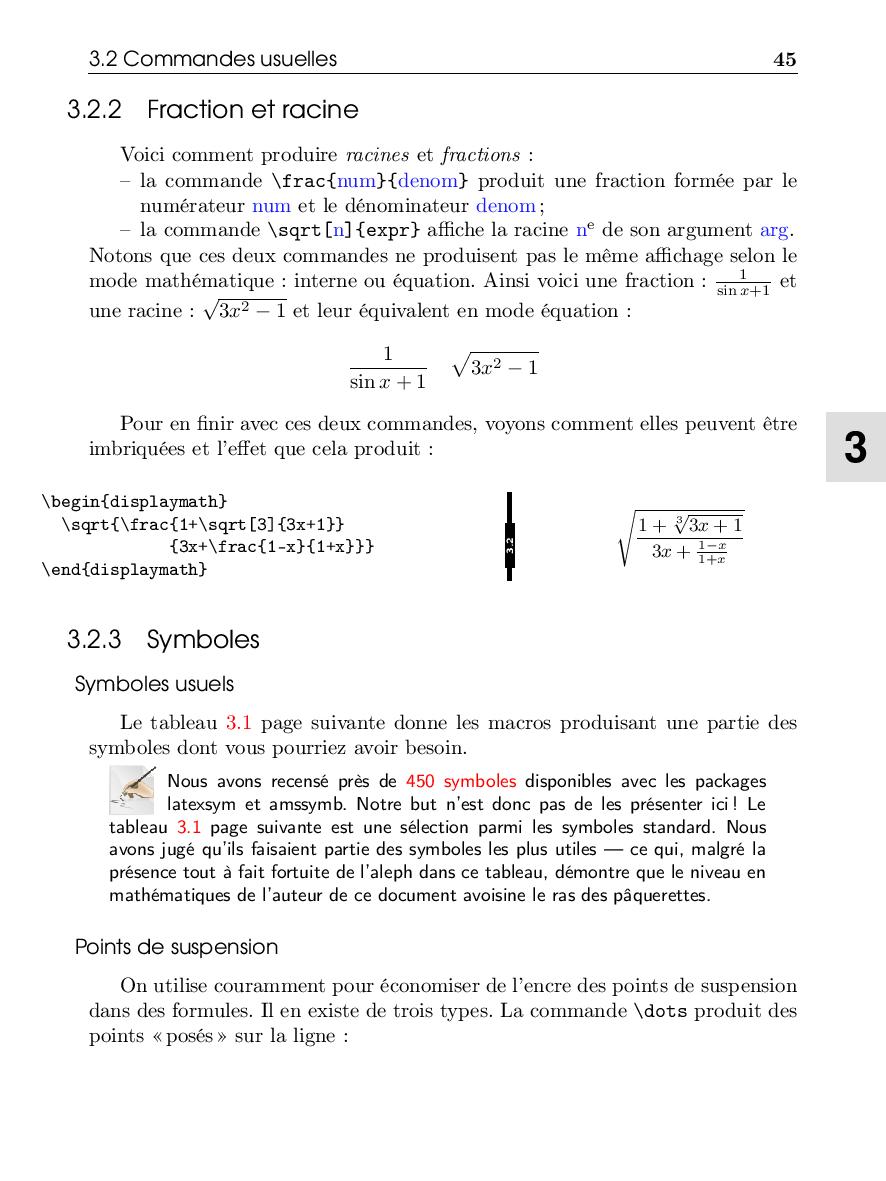 3.2 Commandes usuelles 45
3.2.2 Fraction et racine
Voici comment produire racines et fractions :
– la commande \frac{num}{denom} produit une fraction formée par le
numérateur num et le dénominateur denom ;
– la commande \sqrt[n]{expr} affiche la racine nᵉ de son argument arg.
Notons que ces deux commandes ne produisent pas le même affichage selon le
mode mathématique : interne ou équation. Ainsi voici une fraction : $\frac{1}{\sin x+1}$ et
une racine : $\sqrt{3x^2-1}$ et leur équivalent en mode équation :
$\frac{1}{\sin x+1} \quad \sqrt{3x^2-1}$
Pour en finir avec ces deux commandes, voyons comment elles peuvent être
imbriquées et l'effet que cela produit :
3
\begin{displaymath}
\sqrt{\frac{1+\sqrt[3]{3x+1}}
{3x+\frac{1-x}{1+x}}}
\end{displaymath}
3.2
$\sqrt{\frac{1+\sqrt[3]{3x+1}}{3x+\frac{1-x}{1+x}}}$
3.2.3 Symboles
Symboles usuels
Le tableau 3.1 page suivante donne les macros produisant une partie des
symboles dont vous pourriez avoir besoin.
Nous avons recensé près de 450 symboles disponibles avec les packages
latexsym et amssymb. Notre but n'est donc pas de les présenter ici ! Le
tableau 3.1 page suivante est une sélection parmi les symboles standard. Nous
avons jugé qu'ils faisaient partie des symboles les plus utiles — ce qui, malgré la
présence tout à fait fortuite de l'aleph dans ce tableau, démontre que le niveau en
mathématiques de l'auteur de ce document avoisine le ras des pâquerettes.
Points de suspension
On utilise couramment pour économiser de l'encre des points de suspension
dans des formules. Il en existe de trois types. La commande \dots produit des
points « posés » sur la ligne :